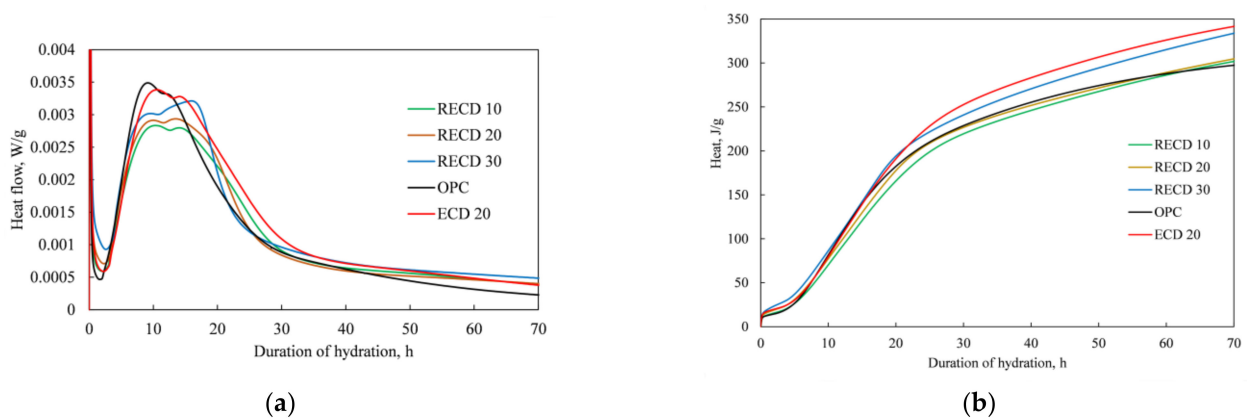 0.004
0.0035
0.003
0.0025
0.002
0.0015
0.001
0.0005
0
Heat flow, W/g
0 10 20 30 40 50 60 70
Duration of hydration, h
RECD 10
RECD 20
RECD 30
OPC
ECD 20
(a)
350
300
250
200
150
100
50
0
Heat, J/g
0 10 20 30 40 50 60 70
Duration of hydration, h
RECD 10
RECD 20
RECD 30
OPC
ECD 20
(b)